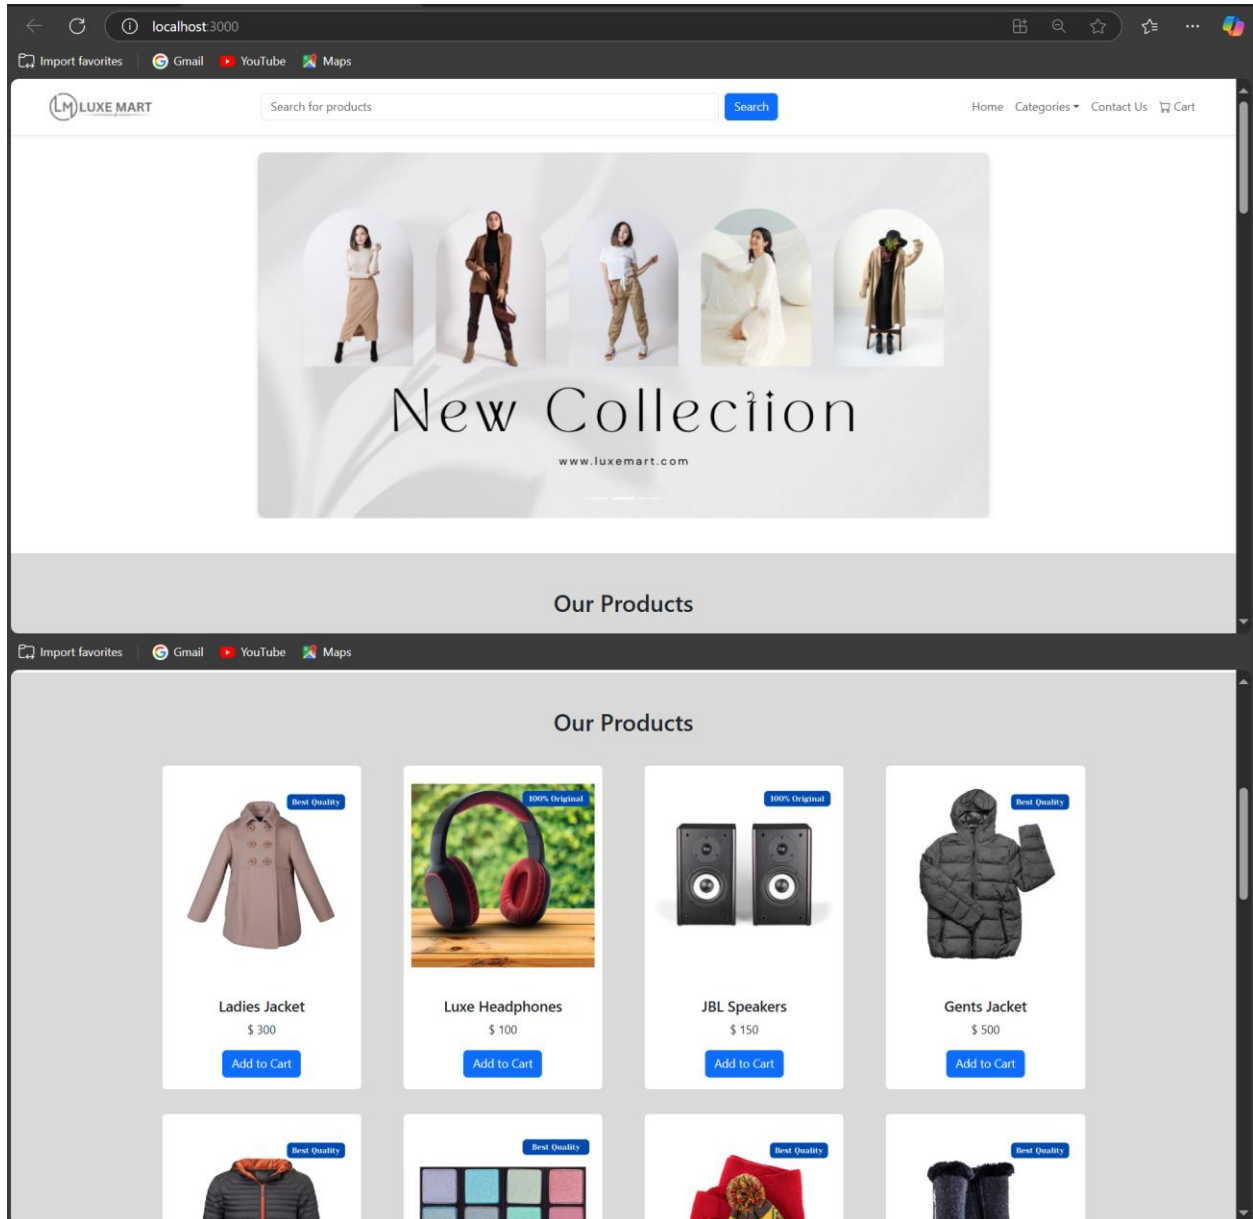 localhost:3000
Import favorites Gmail YouTube Maps
LM LUXE MART Search for products Search Home Categories Contact Us Cart
New Collection
www.luxemart.com
Our Products
Import favorites Gmail YouTube Maps
Our Products
Best Quality 100% Original 100% Original Best Quality
Ladies Jacket Luxe Headphones JBL Speakers Gents Jacket
$ 300 $ 100 $ 150 $ 500
Add to Cart Add to Cart Add to Cart Add to Cart
Best Quality Best Quality Best Quality Best Quality